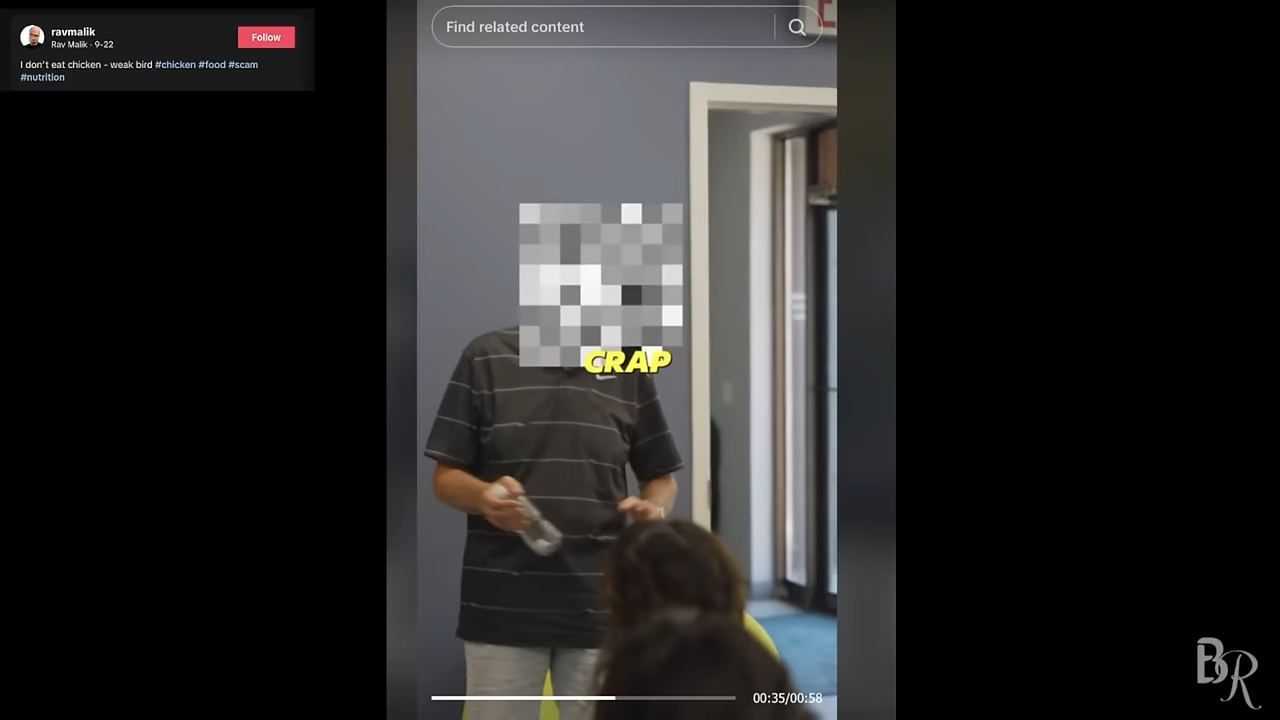 ravmalik
Rav Malik · 9-22
Follow
I don't eat chicken - weak bird #chicken #food #scam
#nutrition
Find related content
E
CRAP
00:35/00:58
BR